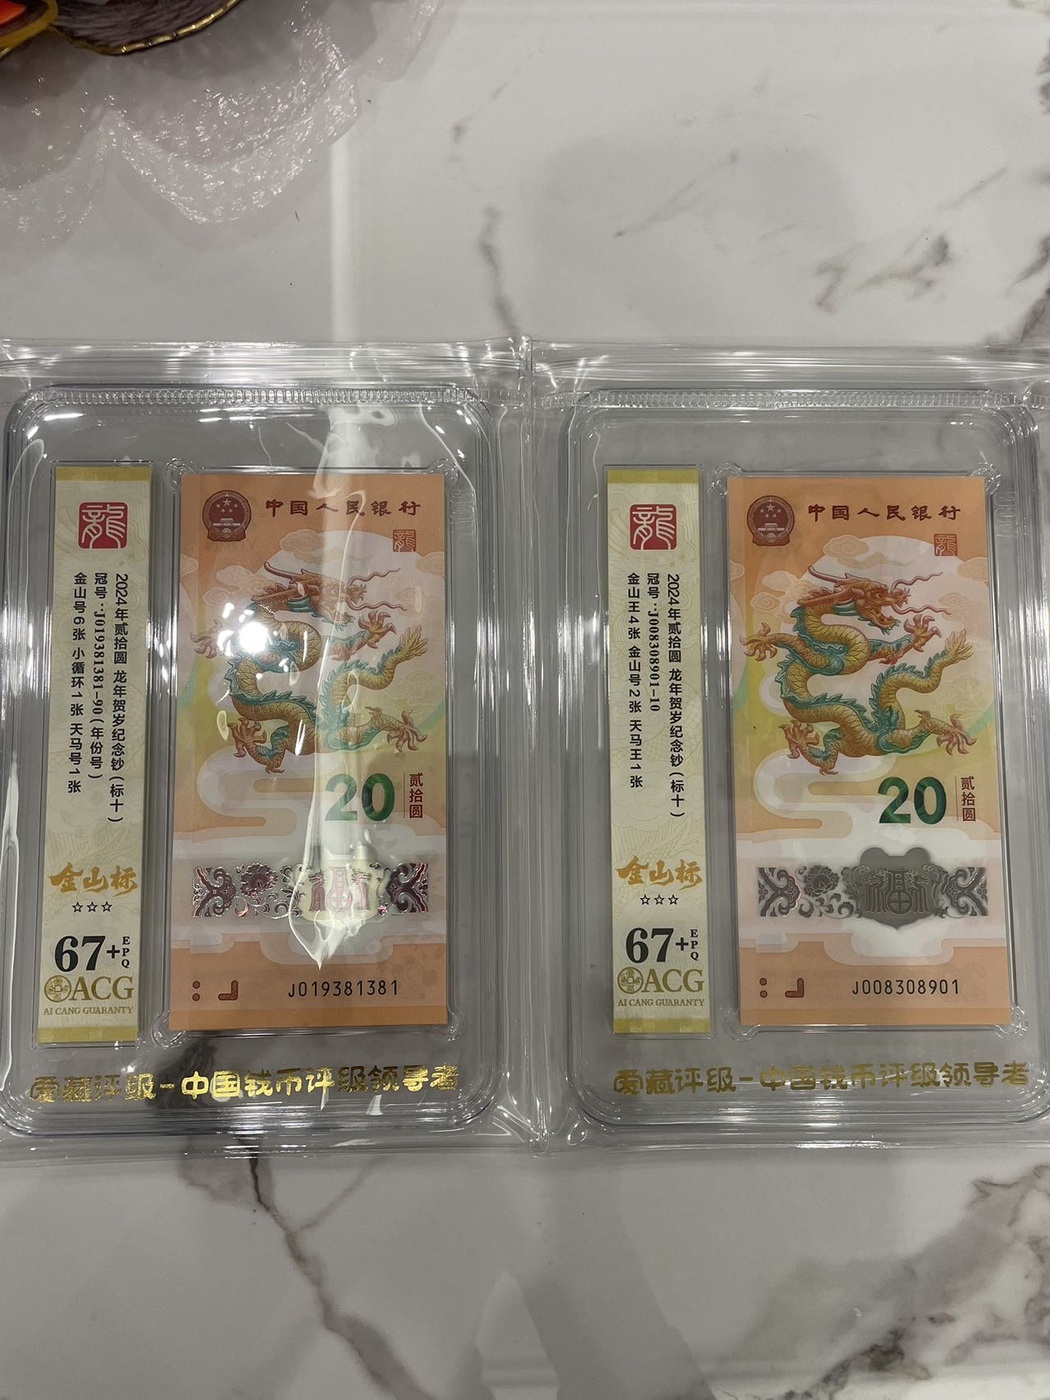 龍
2024年贰拾圆 龙年贺岁纪念钞(标十)
冠号:J019381381-90(年份号)
金山号6张 小循环1张 天马号1张
金山标
☆☆☆
67+EPQ
ACG
AI CANG GUARANTY
中国人民银行
龍
20
贰拾圆
福
J019381381
爱藏评级-中国钱币评级领导者
龍
2024年贰拾圆 龙年贺岁纪念钞(标十)
冠号:J008308901-10
金山王4张 金山号2张 天马王1张
金山标
☆☆☆
67+EPQ
ACG
AI CANG GUARANTY
中国人民银行
龍
20
贰拾圆
福
J008308901
爱藏评级-中国钱币评级领导者